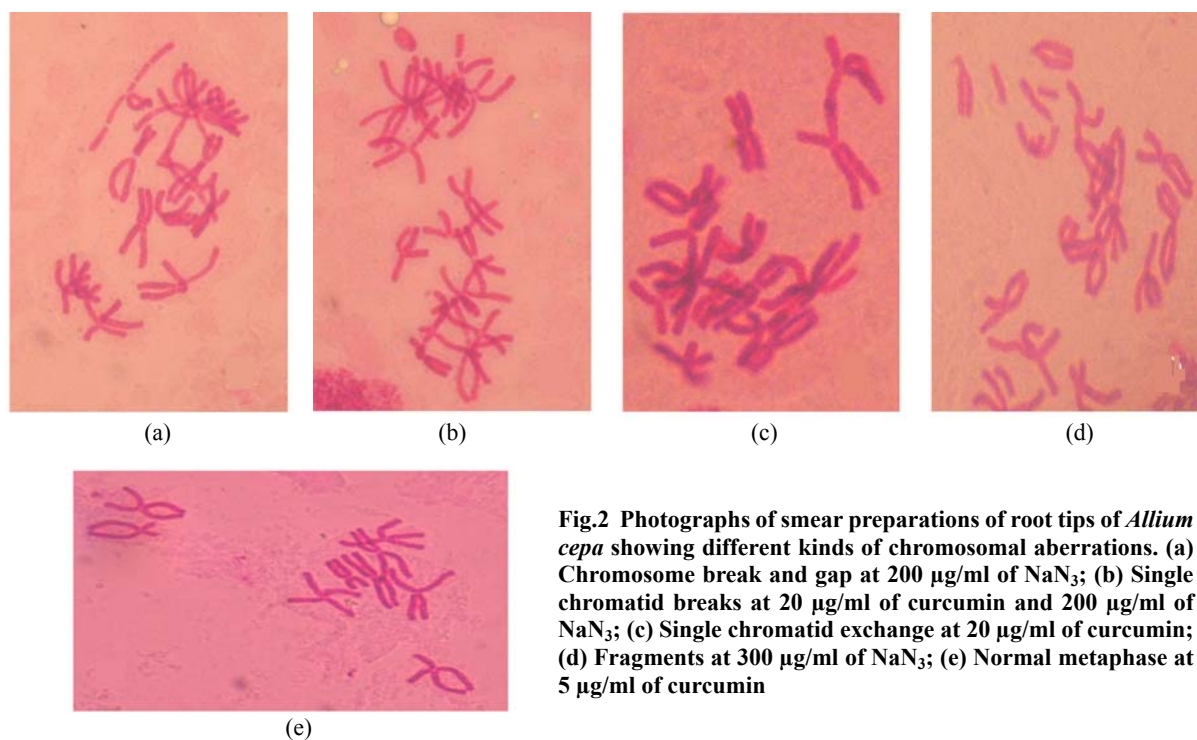 (a)
(b)
(c)
(d)
(e)
Fig.2 Photographs of smear preparations of root tips of Allium
cepa showing different kinds of chromosomal aberrations. (a)
Chromosome break and gap at 200 μg/ml of NaN₃; (b) Single
chromatid breaks at 20 μg/ml of curcumin and 200 μg/ml of
NaN₃; (c) Single chromatid exchange at 20 μg/ml of curcumin;
(d) Fragments at 300 μg/ml of NaN₃; (e) Normal metaphase at
5 μg/ml of curcumin